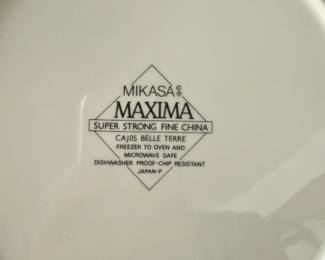 MIKASA®
MAXIMA
SUPER STRONG FINE CHINA
CAJ05 BELLE TERRE
FREEZER TO OVEN AND
MICROWAVE SAFE
DISHWASHER PROOF-CHIP RESISTANT
JAPAN-P